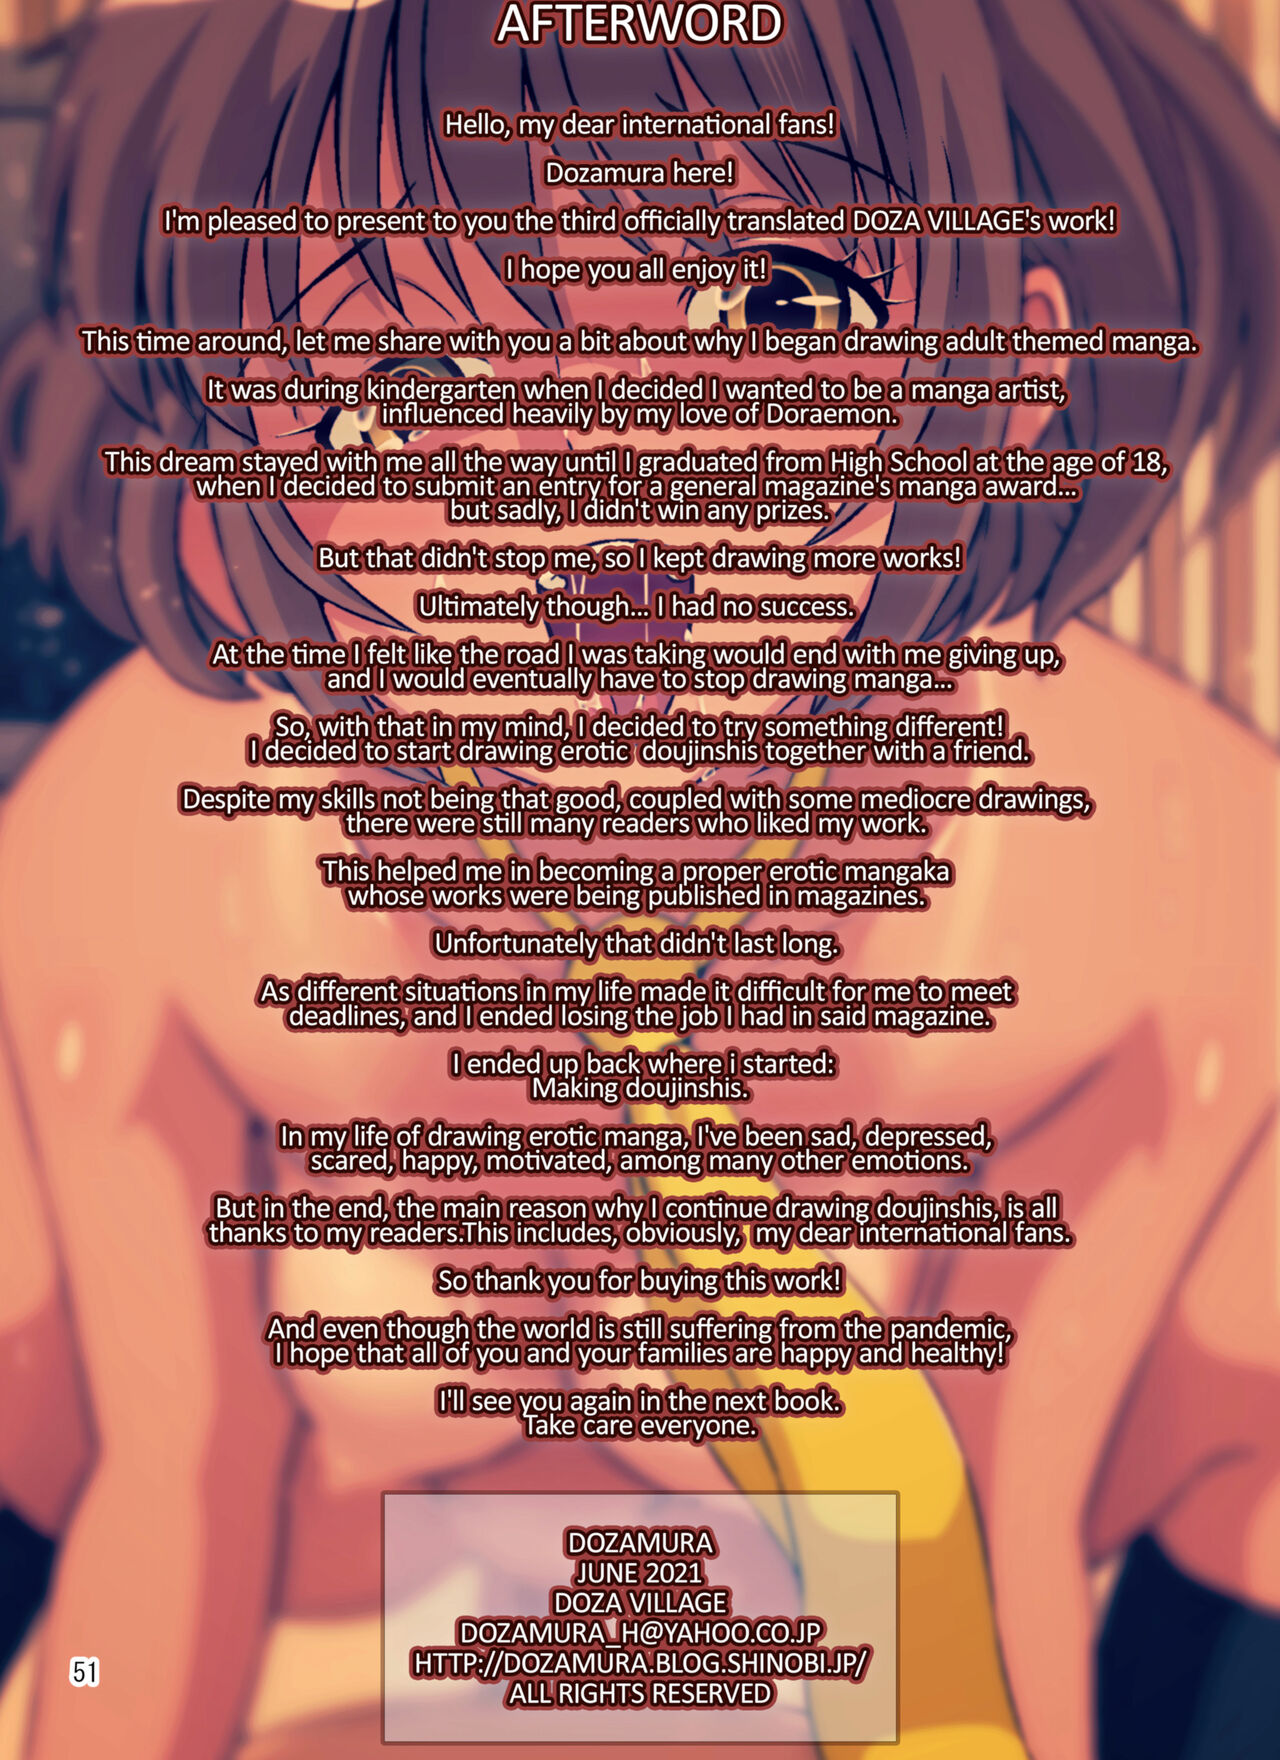 AFTERWORD
Hello, my dear international fans!
Dozamura here!
I'm pleased to present to you the third officially translated DOZA VILLAGE's work!
I hope you all enjoy it!
This time around, let me share with you a bit about why I began drawing adult themed manga.
It was during kindergarten when I decided I wanted to be a manga artist,
influenced heavily by my love of Doraemon.
This dream stayed with me all the way until I graduated from High School at the age of 18,
when I decided to submit an entry for a general magazine's manga award...
but sadly, I didn't win any prizes.
But that didn't stop me, so I kept drawing more works!
Ultimately though... I had no success.
At the time I felt like the road I was taking would end with me giving up,
and I would eventually have to stop drawing manga...
So, with that in my mind, I decided to try something different!
I decided to start drawing erotic  doujinshis together with a friend.
Despite my skills not being that good, coupled with some mediocre drawings,
there were still many readers who liked my work.
This helped me in becoming a proper erotic mangaka
whose works were being published in magazines.
Unfortunately that didn't last long.
As different situations in my life made it difficult for me to meet
deadlines, and I ended losing the job I had in said magazine.
I ended up back where i started:
Making doujinshis.
In my life of drawing erotic manga, I've been sad, depressed,
scared, happy, motivated, among many other emotions.
But in the end, the main reason why I continue drawing doujinshis, is all
thanks to my readers.This includes, obviously,  my dear international fans.
So thank you for buying this work!
And even though the world is still suffering from the pandemic,
I hope that all of you and your families are happy and healthy!
I'll see you again in the next book.
Take care everyone.
DOZAMURA
JUNE 2021
DOZA VILLAGE
DOZAMURA_H@YAHOO.CO.JP
HTTP://DOZAMURA.BLOG.SHINOBI.JP/
ALL RIGHTS RESERVED
51